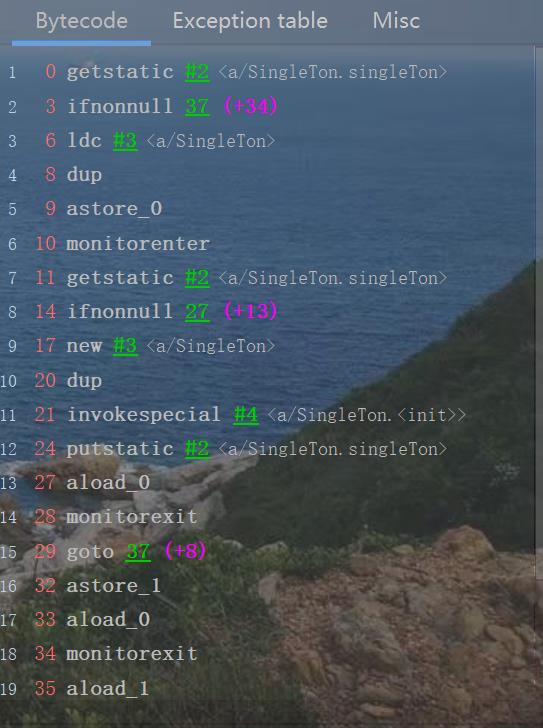 Bytecode Exception table Misc
1 0 getstatic #2 <a/SingleTon.singleTon>
2 3 ifnonnull 37 (+34)
3 6 ldc #3 <a/SingleTon>
4 8 dup
5 9 astore_0
6 10 monitorenter
7 11 getstatic #2 <a/SingleTon.singleTon>
8 14 ifnonnull 27 (+13)
9 17 new #3 <a/SingleTon>
10 20 dup
11 21 invokespecial #4 <a/SingleTon.<init>>
12 24 putstatic #2 <a/SingleTon.singleTon>
13 27 aload_0
14 28 monitorexit
15 29 goto 37 (+8)
16 32 astore_1
17 33 aload_0
18 34 monitorexit
19 35 aload_1